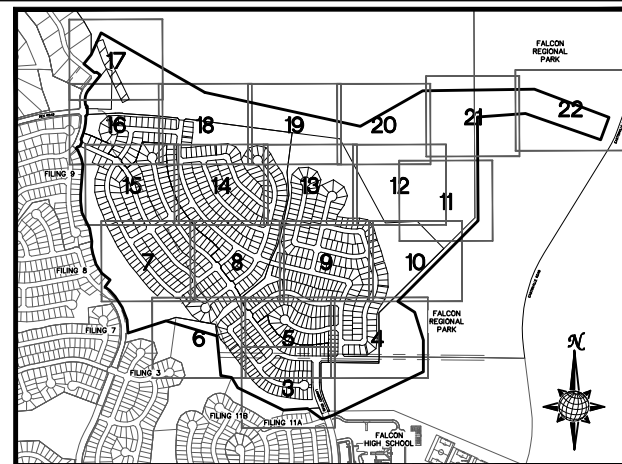 FALCON
REGIONAL
PARK
17
22
21
16
18
19
20
FILING 9
15
14
13
12
11
FILING 8
7
8
9
10
FALCON
REGIONAL
PARK
FILING 7
6
5
4
N
FILING 3
3
FILING 11B
FILING 11A
FALCON
HIGH SCHOOL